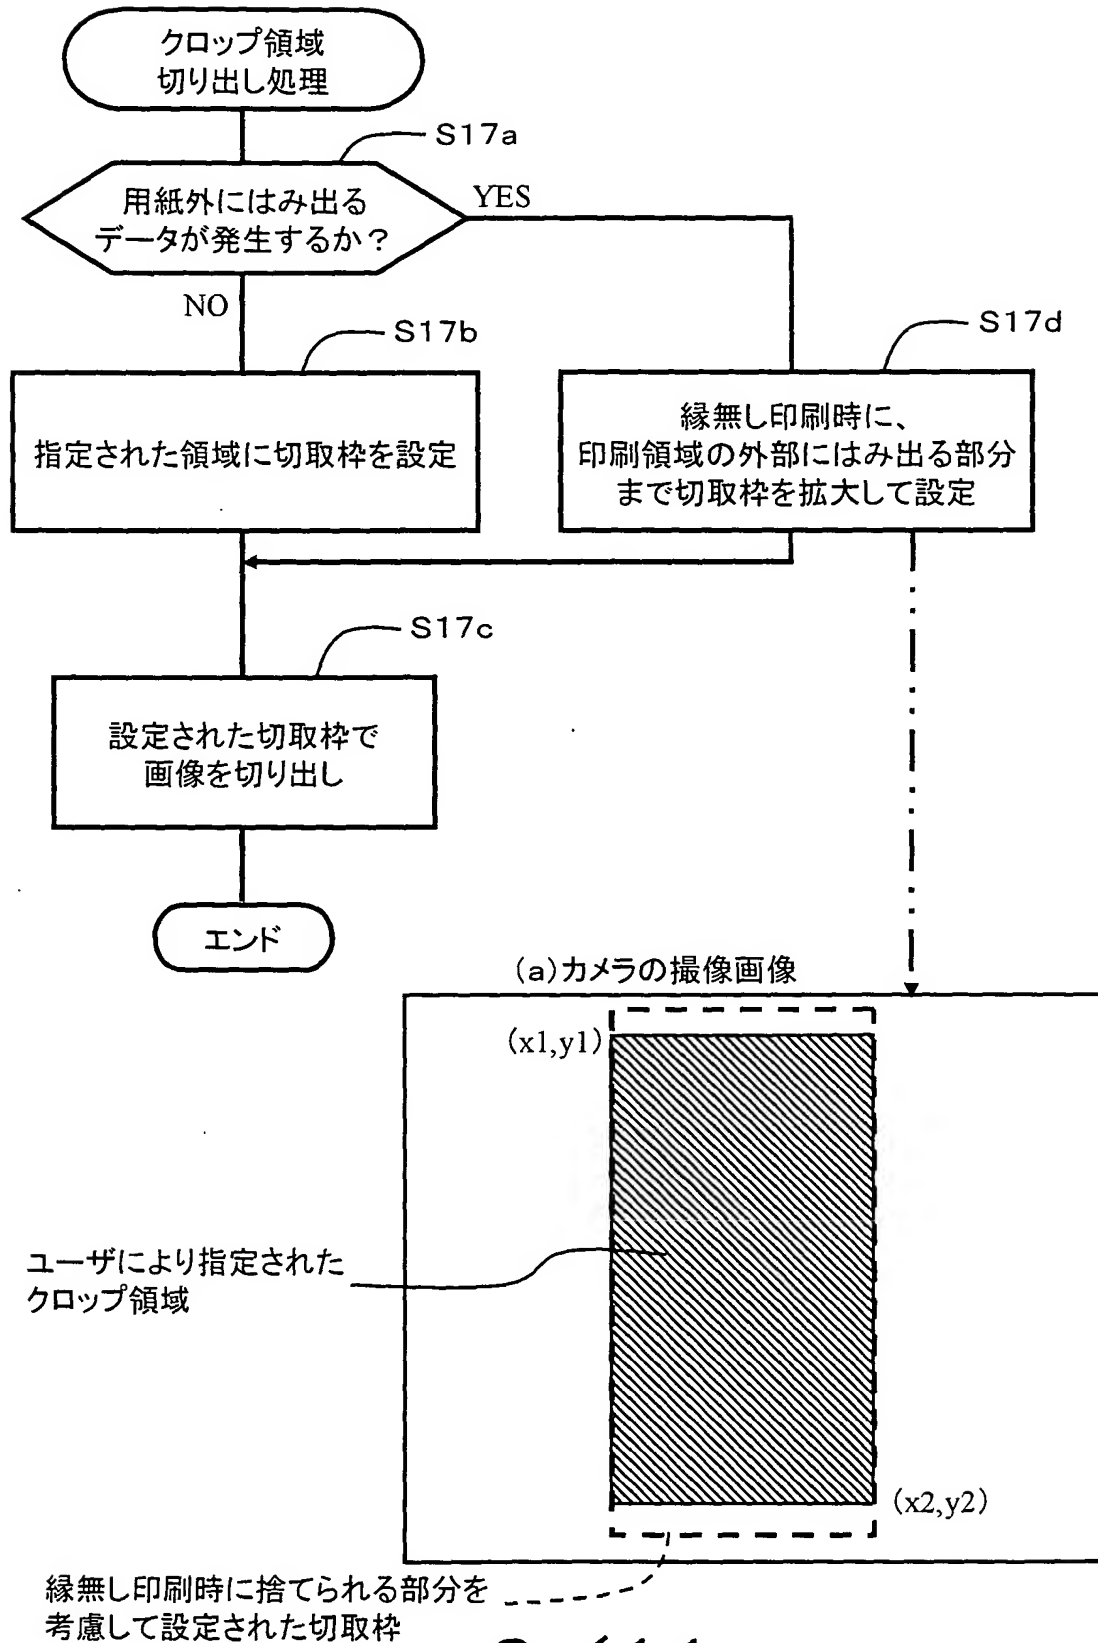 クロップ領域
切り出し処理
S17a
用紙外にはみ出る
データが発生するか?
YES
NO
S17b
S17d
指定された領域に切取枠を設定
縁無し印刷時に、
印刷領域の外部にはみ出る部分
まで切取枠を拡大して設定
S17c
設定された切取枠で
画像を切り出し
エンド
(a)カメラの撮像画像
(x1,y1)
ユーザにより指定された
クロップ領域
(x2,y2)
縁無し印刷時に捨てられる部分を
考慮して設定された切取枠